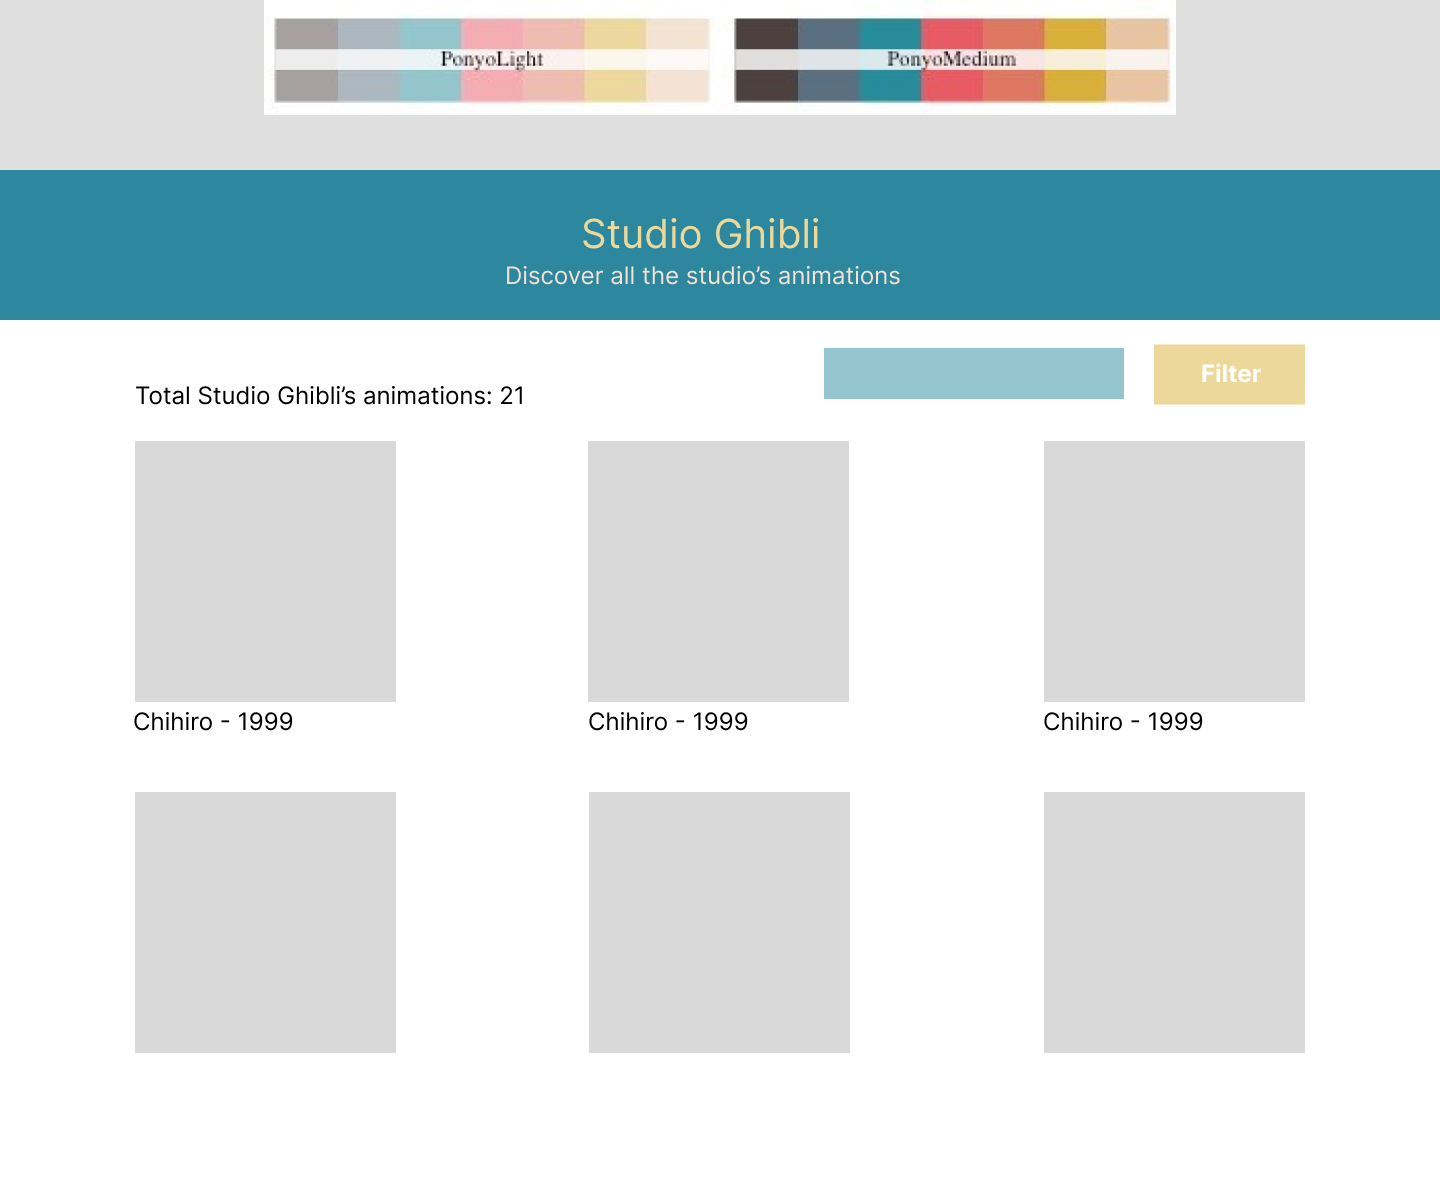 PonyoLight
PonyoMedium
Studio Ghibli
Discover all the studio’s animations
Filter
Total Studio Ghibli’s animations: 21
Chihiro - 1999
Chihiro - 1999
Chihiro - 1999